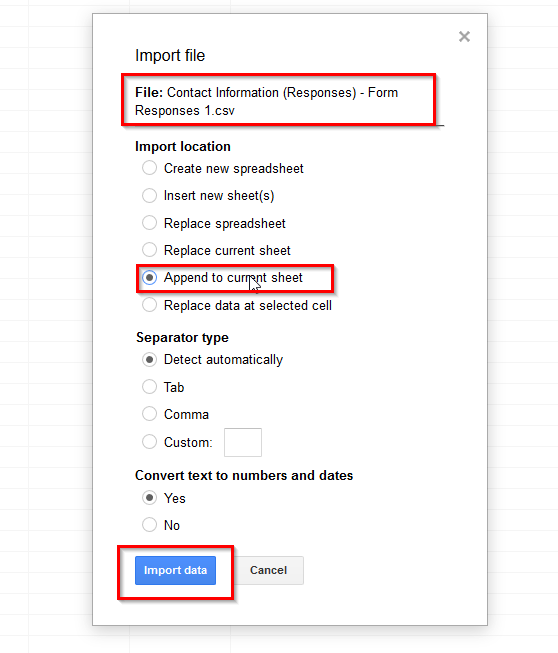 Import file
File: Contact Information (Responses) - Form
Responses 1.csv
Import location
Create new spreadsheet
Insert new sheet(s)
Replace spreadsheet
Replace current sheet
Append to current sheet
Replace data at selected cell
Separator type
Detect automatically
Tab
Comma
Custom:
Convert text to numbers and dates
Yes
No
Import data Cancel